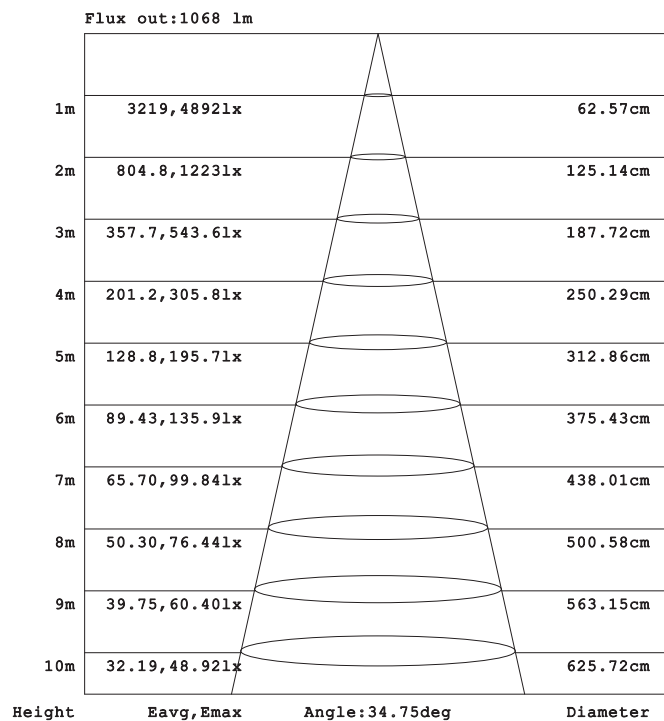 Flux out:1068 lm
1m 3219,4892lx 62.57cm
2m 804.8,1223lx 125.14cm
3m 357.7,543.6lx 187.72cm
4m 201.2,305.8lx 250.29cm
5m 128.8,195.7lx 312.86cm
6m 89.43,135.9lx 375.43cm
7m 65.70,99.84lx 438.01cm
8m 50.30,76.44lx 500.58cm
9m 39.75,60.40lx 563.15cm
10m 32.19,48.92lx 625.72cm
Height Eavg,Emax Angle:34.75deg Diameter